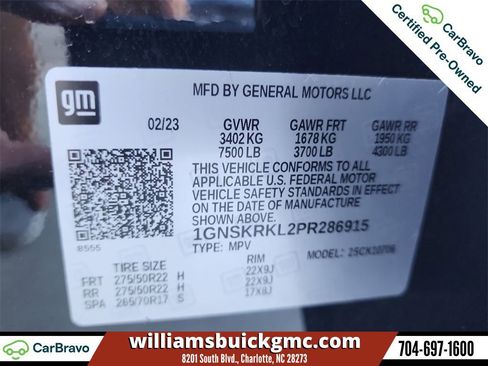 CarBravo
Certified Pre-Owned
gm
MFD BY GENERAL MOTORS LLC
02/23 GVWR GAWR FRT GAWR RR
3402 KG 1678 KG 1950 KG
7500 LB 3700 LB 4300 LB
THIS VEHICLE CONFORMS TO ALL
APPLICABLE U.S. FEDERAL MOTOR
VEHICLE SAFETY STANDARDS IN EFFECT
ON THE DATE OF MANUFACTURE
SHOWN ABOVE.
1GNSKRKL2PR286915
TYPE: MPV MODEL:
8555
TIRE SIZE RIM
FRT 275/50R22 H 22X9J
RR 275/50R22 H 22X9J
SPA 265/70R17 S 17X8J
CarBravo
williamsbuickgmc.com
8201 South Blvd., Charlotte, NC 28273
704-697-1600